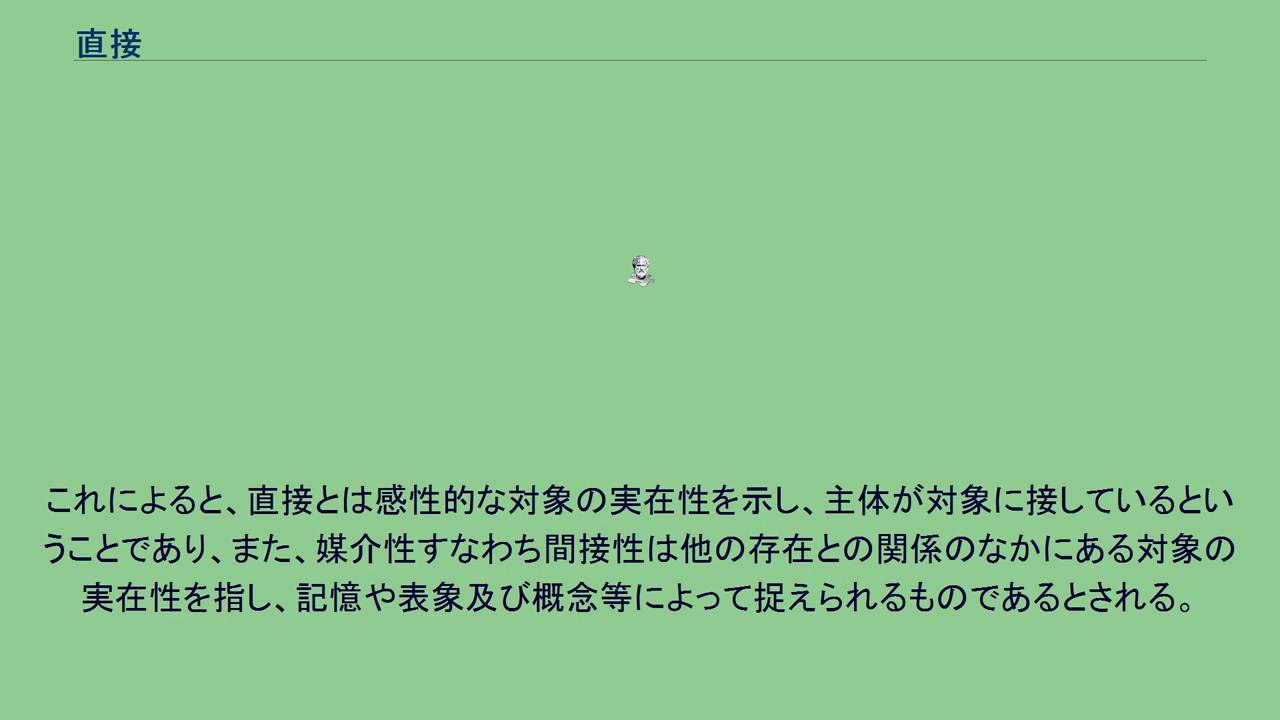 直接
これによると、直接とは感性的な対象の実在性を示し、主体が対象に接しているとい
うことであり、また、媒介性すなわち間接性は他の存在との関係のなかにある対象の
実在性を指し、記憶や表象及び概念等によって捉えられるものであるとされる。